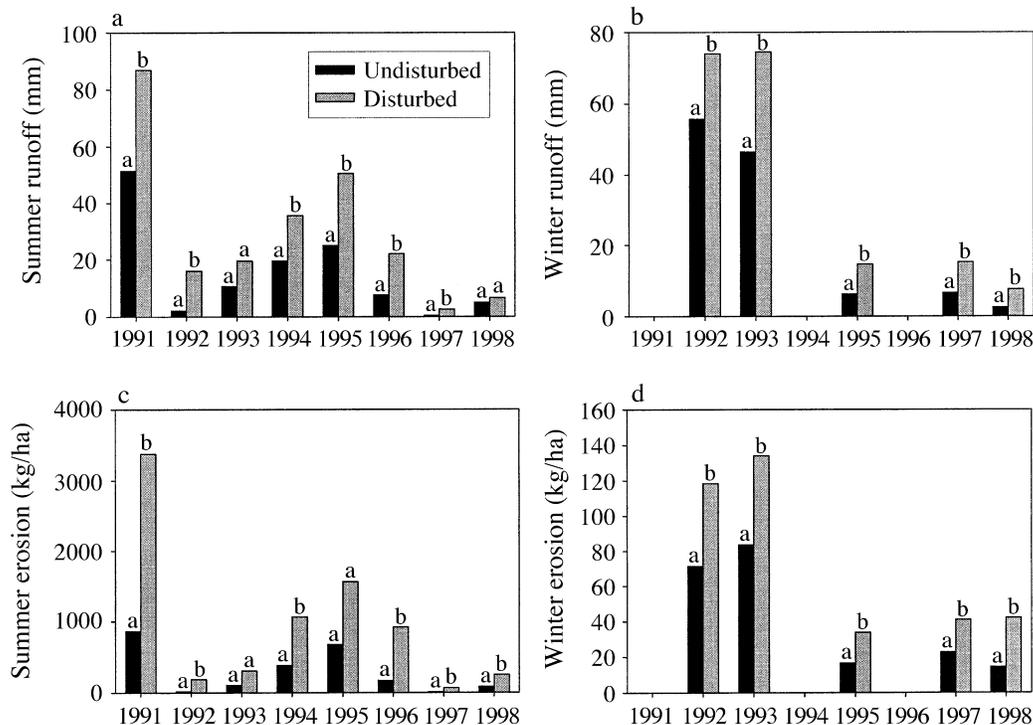 a
Summer runoff (mm)
100
80
60
40
20
0
Undisturbed
Disturbed
a b
a b
a a
a b
a b
a b
a b
a a
1991 1992 1993 1994 1995 1996 1997 1998
b
Winter runoff (mm)
80
60
40
20
0
a b
a b
a b
a b
a b
1991 1992 1993 1994 1995 1996 1997 1998
c
Summer erosion (kg/ha)
4000
3000
2000
1000
0
a b
a b
a a
a b
a a
a b
a b
a b
1991 1992 1993 1994 1995 1996 1997 1998
d
Winter erosion (kg/ha)
160
140
120
100
80
60
40
20
0
a b
a b
a b
a b
a b
1991 1992 1993 1994 1995 1996 1997 1998